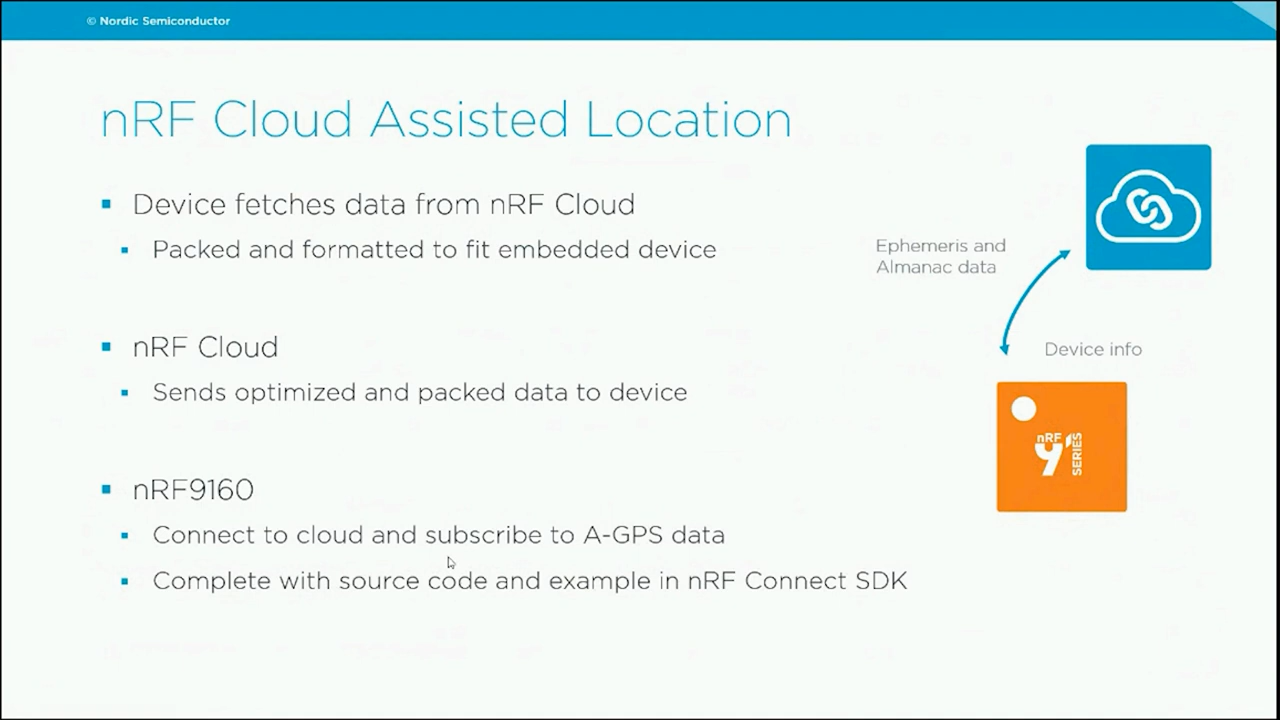 © Nordic Semiconductor
nRF Cloud Assisted Location
Device fetches data from nRF Cloud
Packed and formatted to fit embedded device
nRF Cloud
Sends optimized and packed data to device
nRF9160
Connect to cloud and subscribe to A-GPS data
Complete with source code and example in nRF Connect SDK
Ephemeris and
Almanac data
Device info
nRF
9
SERIES